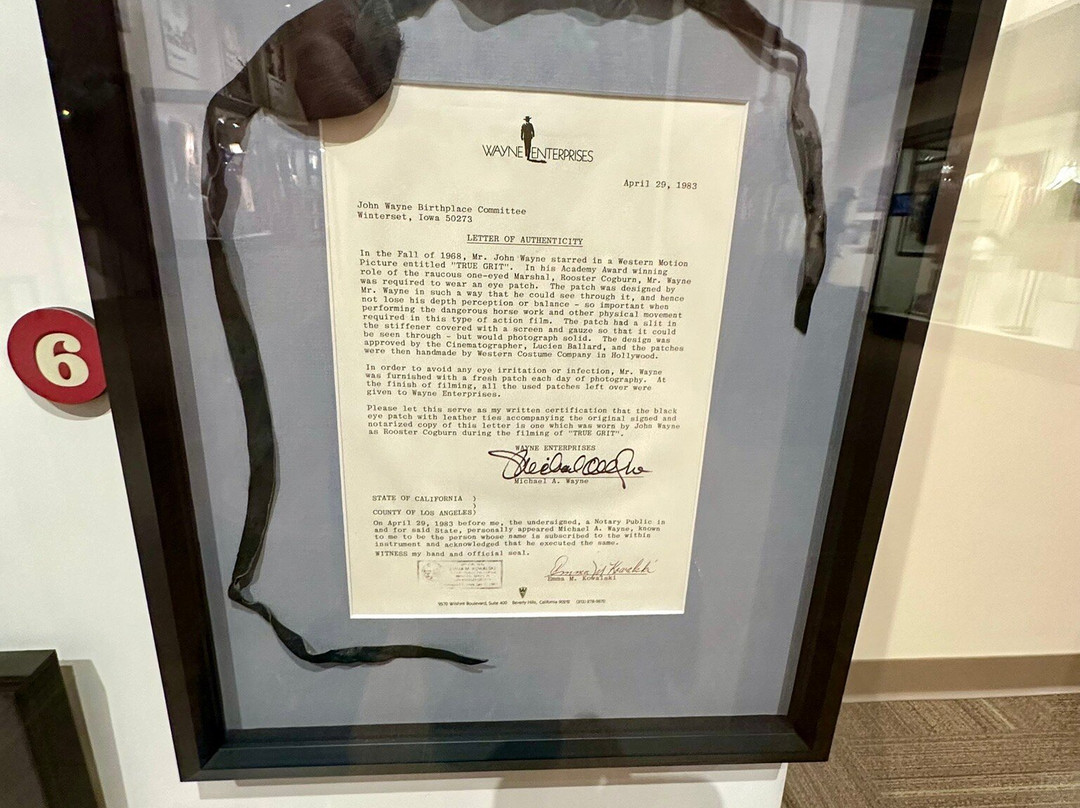 6
WAYNE ENTERPRISES
April 29, 1983
John Wayne Birthplace Committee
Winterset, Iowa 50273
LETTER OF AUTHENTICITY
In the Fall of 1968, Mr. John Wayne starred in a Western Motion
Picture entitled "TRUE GRIT". In his Academy Award winning
role of the raucous one-eyed Marshal, Rooster Cogburn, Mr. Wayne
was required to wear an eye patch. The patch was designed by
Mr. Wayne in such a way that he could see through it, and hence
not lose his depth perception or balance - so important when
performing the dangerous horse work and other physical movement
required in this type of action film. The patch had a slit in
the stiffener covered with a screen and gauze so that it could
be seen through - but would photograph solid. The design was
approved by the Cinematographer, Lucien Ballard, and the patches
were then handmade by Western Costume Company in Hollywood.
In order to avoid any eye irritation or infection, Mr. Wayne
was furnished with a fresh patch each day of photography. At
the finish of filming, all the used patches left over were
given to Wayne Enterprises.
Please let this serve as my written certification that the black
eye patch with leather ties accompanying the original signed and
notarized copy of this letter is one which was worn by John Wayne
as Rooster Cogburn during the filming of "TRUE GRIT".
WAYNE ENTERPRISES
Michael A. Wayne
STATE OF CALIFORNIA )
)
COUNTY OF LOS ANGELES)
On April 29, 1983 before me, the undersigned, a Notary Public in
and for said State, personally appeared Michael A. Wayne, known
to me to be the person whose name is subscribed to the within
instrument and acknowledged that he executed the same.
WITNESS my hand and official seal.
Emma M. Kowalski
Wilshire Boulevard, Suite 400 Beverly Hills, California